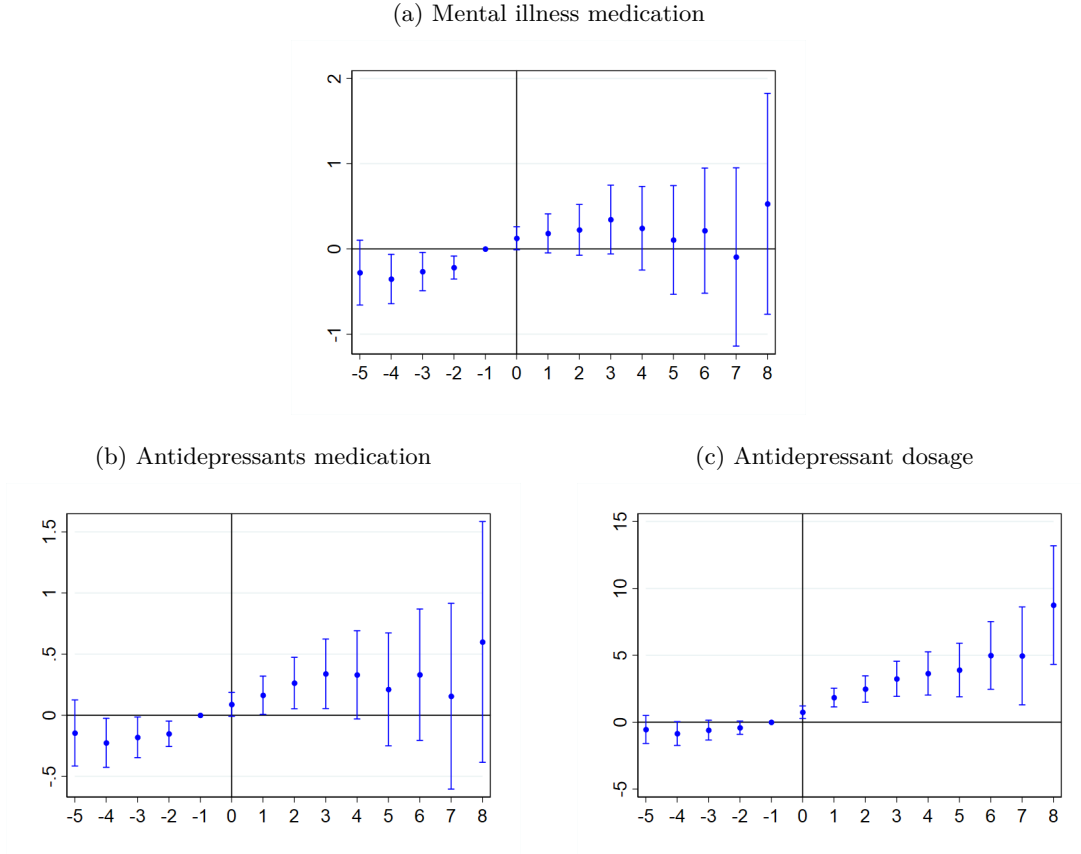 (a) Mental illness medication
2
1
0
-1
-5 -4 -3 -2 -1 0 1 2 3 4 5 6 7 8
(b) Antidepressants medication
1.5
1
.5
0
-.5
-5 -4 -3 -2 -1 0 1 2 3 4 5 6 7 8
(c) Antidepressant dosage
15
10
5
0
-5
-5 -4 -3 -2 -1 0 1 2 3 4 5 6 7 8